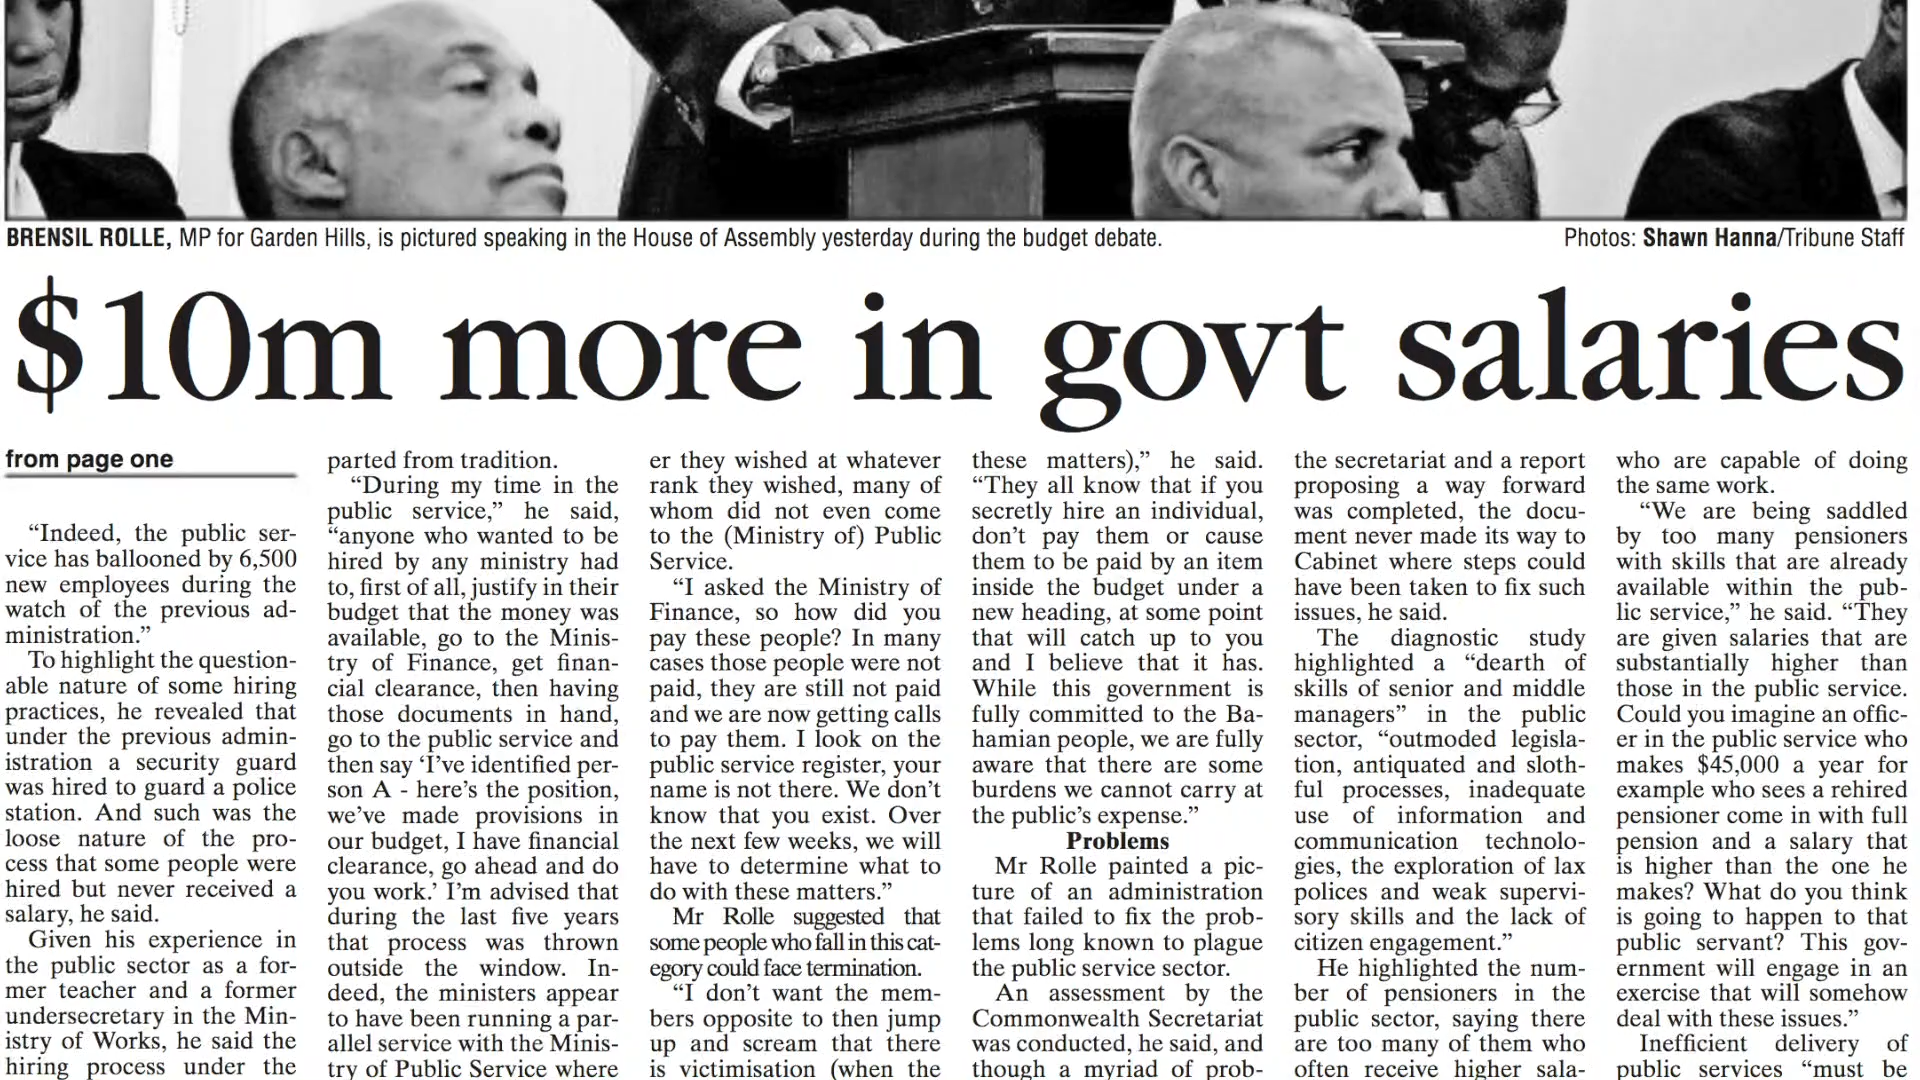 BRENSIL ROLLE, MP for Garden Hills, is pictured speaking in the House of Assembly yesterday during the budget debate.
Photos: Shawn Hanna/Tribune Staff
$10m more in govt salaries
from page one
“Indeed, the public ser-
vice has ballooned by 6,500
new employees during the
watch of the previous ad-
ministration.”
To highlight the question-
able nature of some hiring
practices, he revealed that
under the previous admin-
istration a security guard
was hired to guard a police
station. And such was the
loose nature of the pro-
cess that some people were
hired but never received a
salary, he said.
Given his experience in
the public sector as a for-
mer teacher and a former
undersecretary in the Min-
istry of Works, he said the
hiring process under the
parted from tradition.
“During my time in the
public service,” he said,
“anyone who wanted to be
hired by any ministry had
to, first of all, justify in their
budget that the money was
available, go to the Minis-
try of Finance, get finan-
cial clearance, then having
those documents in hand,
go to the public service and
then say ‘I’ve identified per-
son A - here’s the position,
we’ve made provisions in
our budget, I have financial
clearance, go ahead and do
you work.’ I’m advised that
during the last five years
that process was thrown
outside the window. In-
deed, the ministers appear
to have been running a par-
allel service with the Minis-
try of Public Service where
er they wished at whatever
rank they wished, many of
whom did not even come
to the (Ministry of) Public
Service.
“I asked the Ministry of
Finance, so how did you
pay these people? In many
cases those people were not
paid, they are still not paid
and we are now getting calls
to pay them. I look on the
public service register, your
name is not there. We don’t
know that you exist. Over
the next few weeks, we will
have to determine what to
do with these matters.”
Mr Rolle suggested that
some people who fall in this cat-
egory could face termination.
“I don’t want the mem-
bers opposite to then jump
up and scream that there
is victimisation (when the
these matters),” he said.
“They all know that if you
secretly hire an individual,
don’t pay them or cause
them to be paid by an item
inside the budget under a
new heading, at some point
that will catch up to you
and I believe that it has.
While this government is
fully committed to the Ba-
hamian people, we are fully
aware that there are some
burdens we cannot carry at
the public’s expense.”
Problems
Mr Rolle painted a pic-
ture of an administration
that failed to fix the prob-
lems long known to plague
the public service sector.
An assessment by the
Commonwealth Secretariat
was conducted, he said, and
though a myriad of prob-
the secretariat and a report
proposing a way forward
was completed, the docu-
ment never made its way to
Cabinet where steps could
have been taken to fix such
issues, he said.
The diagnostic study
highlighted a “dearth of
skills of senior and middle
managers” in the public
sector, “outmoded legisla-
tion, antiquated and sloth-
ful processes, inadequate
use of information and
communication technolo-
gies, the exploration of lax
polices and weak supervi-
sory skills and the lack of
citizen engagement.”
He highlighted the num-
ber of pensioners in the
public sector, saying there
are too many of them who
often receive higher sala-
who are capable of doing
the same work.
“We are being saddled
by too many pensioners
with skills that are already
available within the pub-
lic service,” he said. “They
are given salaries that are
substantially higher than
those in the public service.
Could you imagine an offic-
er in the public service who
makes $45,000 a year for
example who sees a rehired
pensioner come in with full
pension and a salary that
is higher than the one he
makes? What do you think
is going to happen to that
public servant? This gov-
ernment will engage in an
exercise that will somehow
deal with these issues.”
Inefficient delivery of
public services “must be